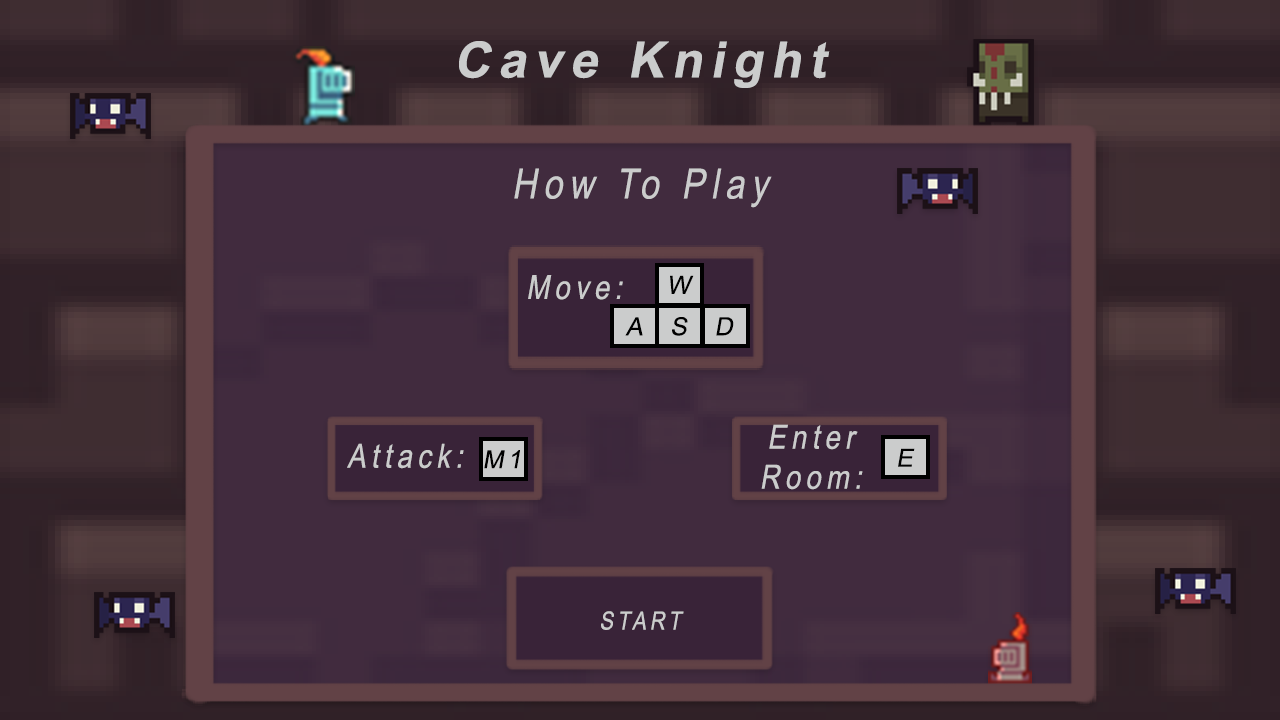 Cave Knight
How To Play
Move:
W
A S D
Attack: M1
Enter
Room:
E
START